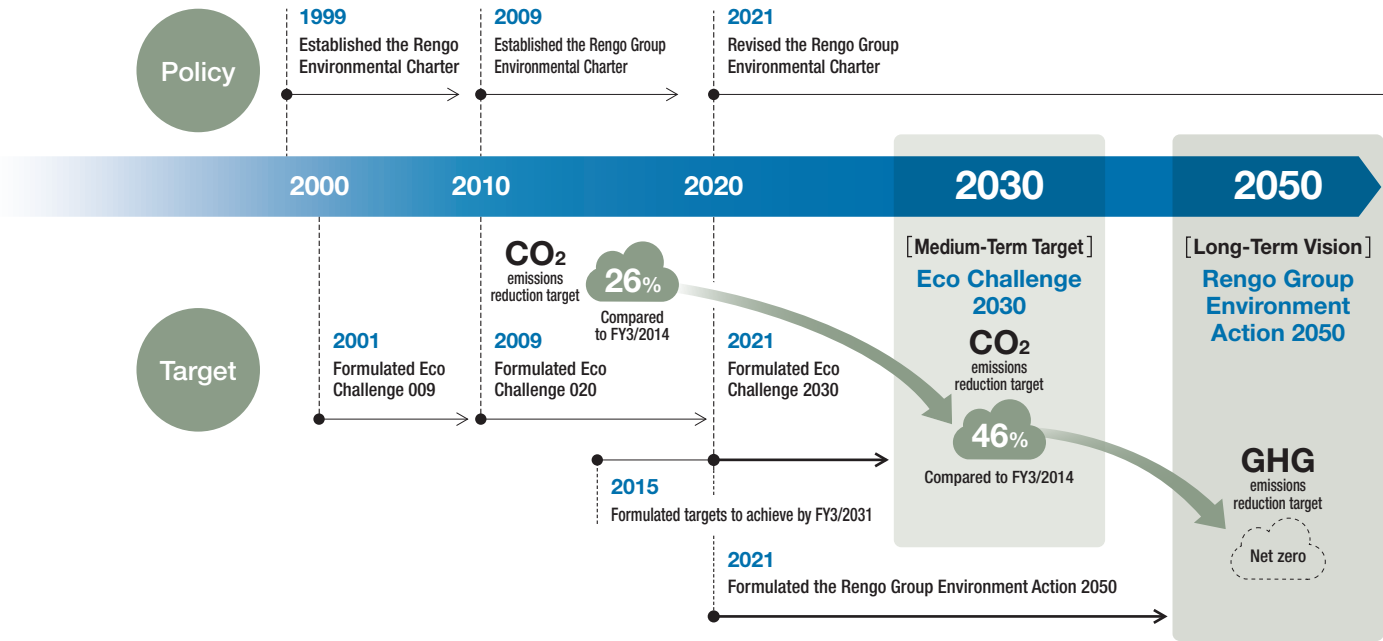 Policy
1999
Established the Rengo
Environmental Charter
2009
Established the Rengo Group
Environmental Charter
2021
Revised the Rengo Group
Environmental Charter
2000
2010
2020
2030
2050
Target
CO₂
emissions
reduction target
26%
Compared
to FY3/2014
2001
Formulated Eco
Challenge 009
2009
Formulated Eco
Challenge 020
2021
Formulated Eco
Challenge 2030
2015
Formulated targets to achieve by FY3/2031
2021
Formulated the Rengo Group Environment Action 2050
[Medium-Term Target]
Eco Challenge
2030
CO₂
emissions
reduction target
46%
Compared to FY3/2014
[Long-Term Vision]
Rengo Group
Environment
Action 2050
GHG
emissions
reduction target
Net zero